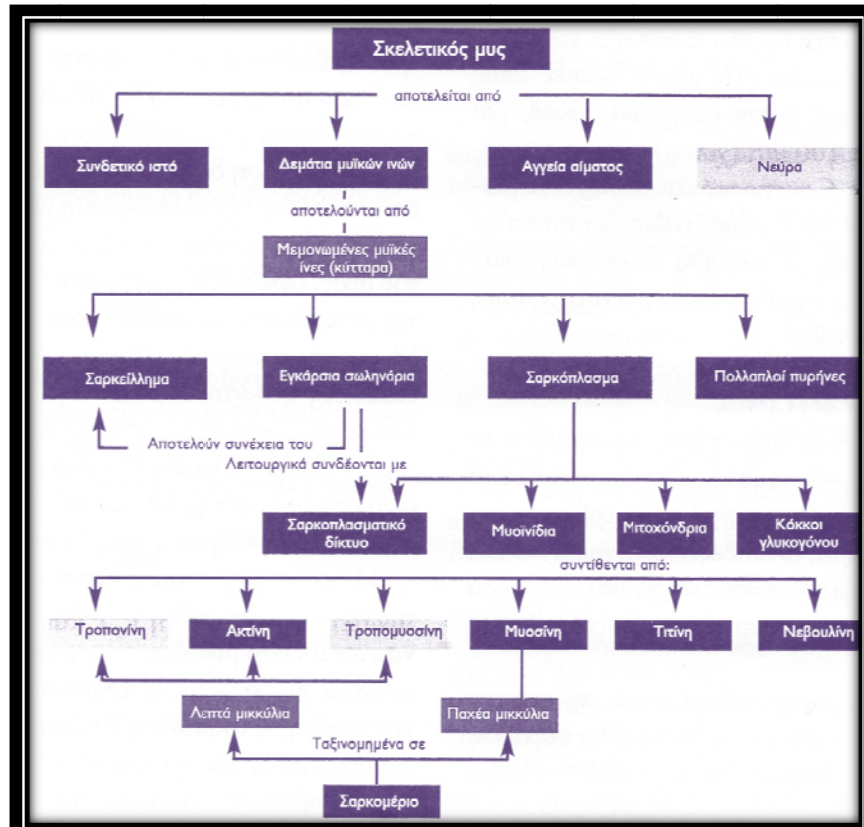 Σκελετικός μυς
αποτελείται από
Συνδετικό ιστό
Δεμάτια μυϊκών ινών
Αγγεία αίματος
Νεύρα
αποτελούνται από
Μεμονωμένες μυϊκές
ίνες (κύτταρα)
Σαρκείλλημα
Εγκάρσια σωληνάρια
Σαρκόπλασμα
Πολλαπλοί πυρήνες
Αποτελούν συνέχεια του
Λειτουργικά συνδέονται με
Σαρκοπλασματικό
δίκτυο
Μυοϊνίδια
Μιτοχόνδρια
Κόκκοι
γλυκογόνου
συντίθενται από:
Τροπονίνη
Ακτίνη
Τροπομυοσίνη
Μυοσίνη
Τιτίνη
Νεβουλίνη
Λεπτά μικκύλια
Παχέα μικκύλια
Ταξινομημένα σε
Σαρκομέριο